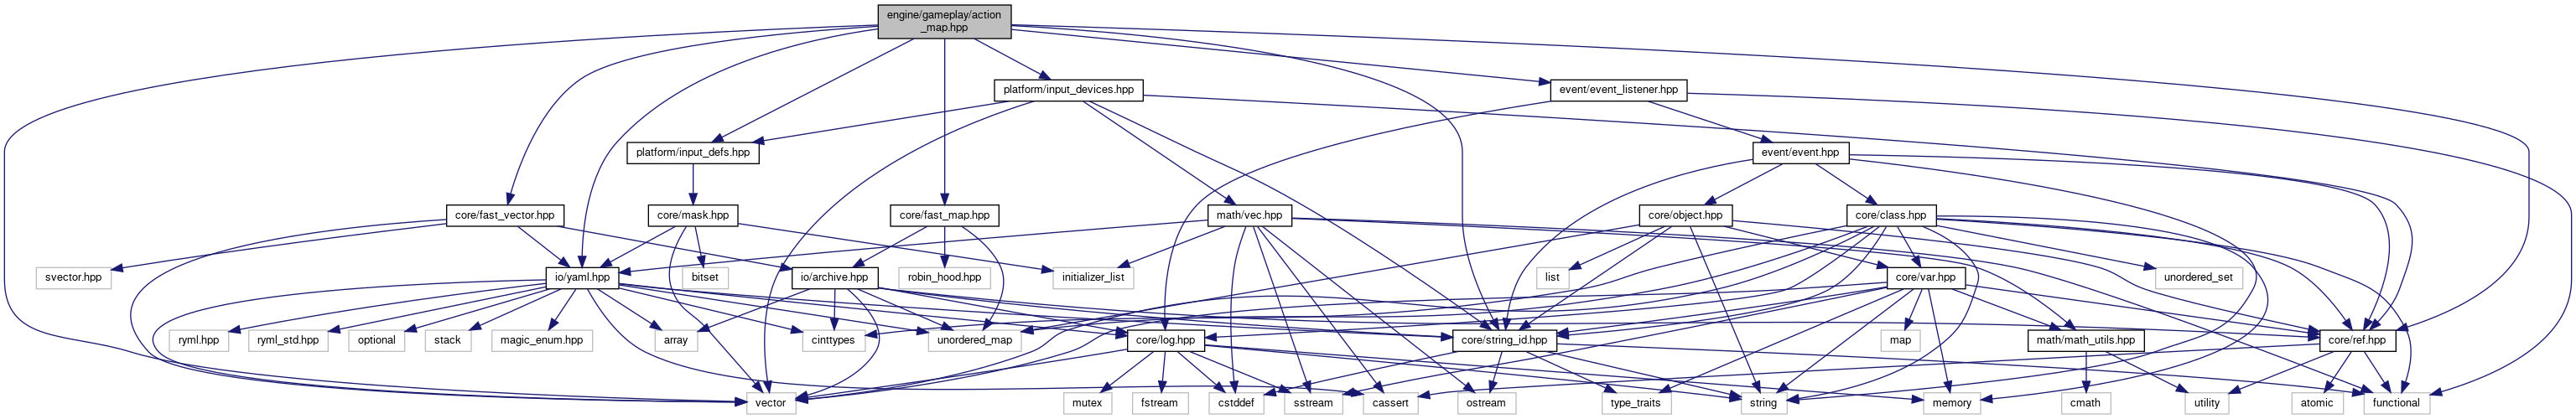 engine/gameplay/action
_map.hpp
platform/input_devices.hpp
event/event_listener.hpp
platform/input_defs.hpp
event/event.hpp
core/fast_vector.hpp
core/mask.hpp
core/fast_map.hpp
math/vec.hpp
core/object.hpp
core/class.hpp
svector.hpp
io/yaml.hpp
bitset
io/archive.hpp
robin_hood.hpp
initializer_list
list
core/var.hpp
unordered_set
ryml.hpp
ryml_std.hpp
optional
stack
magic_enum.hpp
array
cinttypes
unordered_map
core/log.hpp
core/string_id.hpp
map
math/math_utils.hpp
core/ref.hpp
vector
mutex
fstream
cstddef
sstream
cassert
ostream
type_traits
string
memory
cmath
utility
atomic
functional